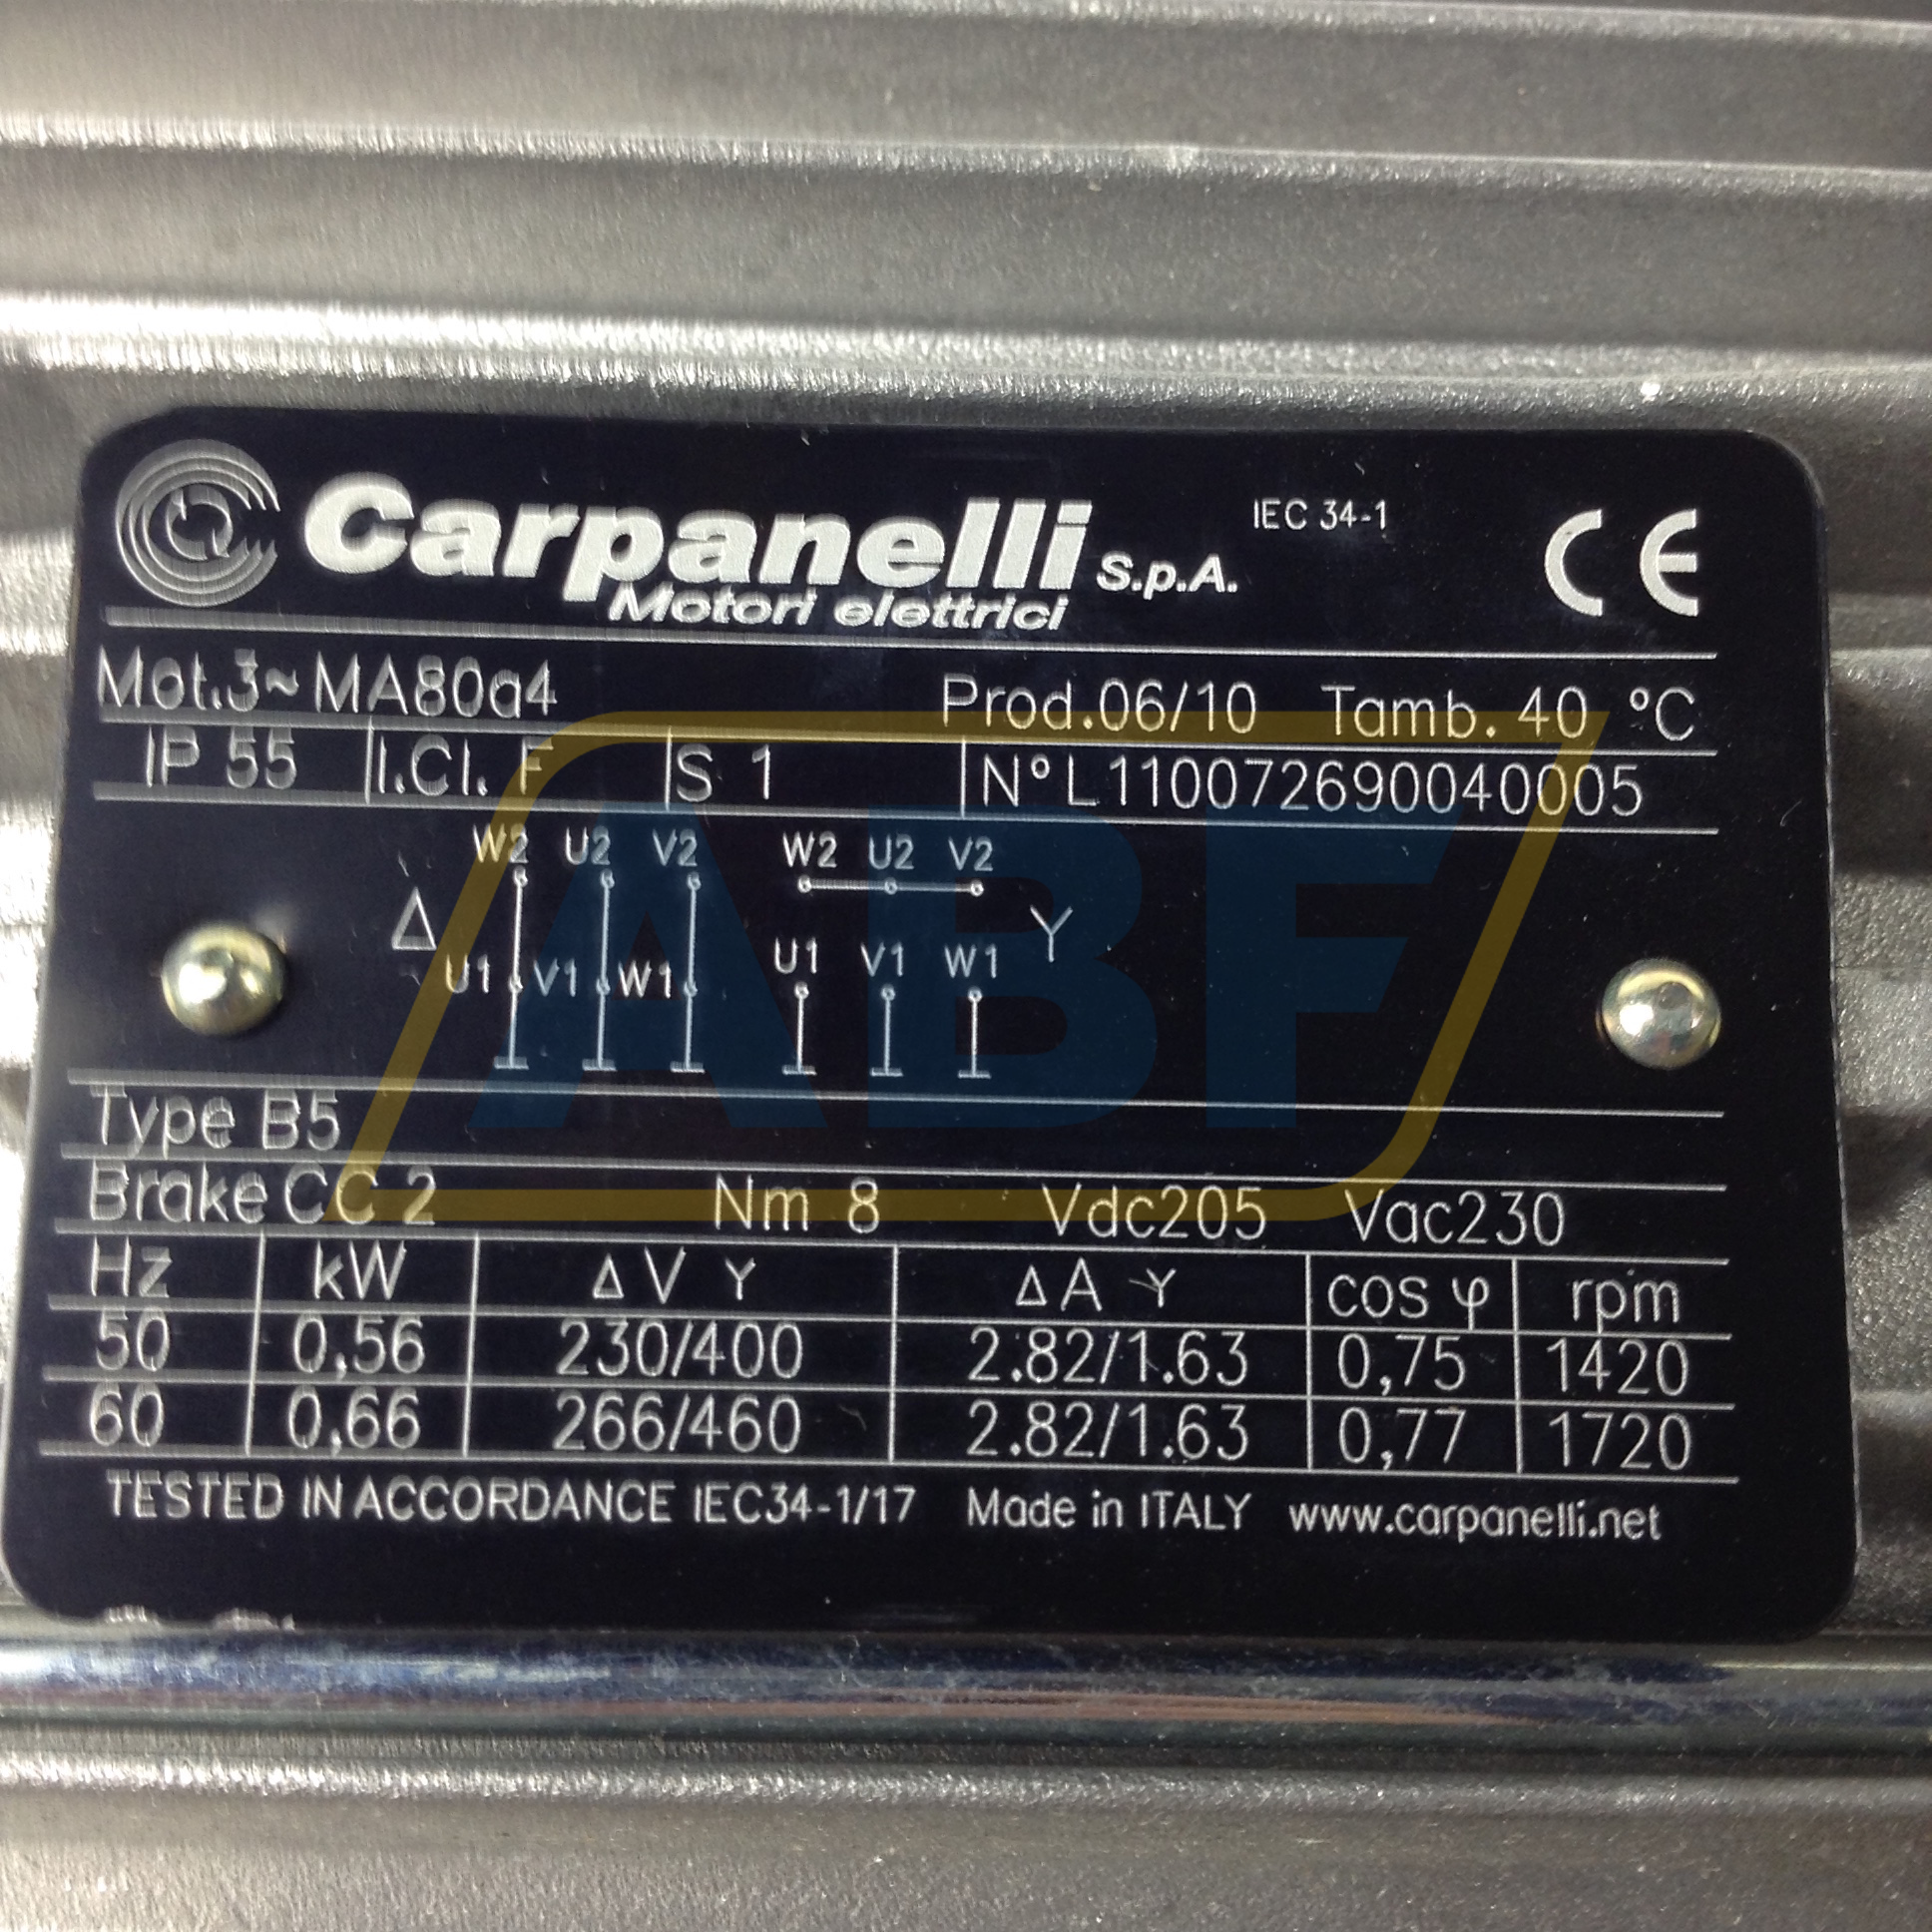 Carpanelli S.p.A. IEC 34-1 CE
Motori elettrici
Mot.3~ MA80a4 Prod.06/10 Tamb. 40 °C
IP 55 I.Cl. F S 1 N° L110072690040005
W2 U2 V2 W2 U2 V2
Δ Y
U1 V1 W1 U1 V1 W1
ABF
Type B5
Brake CC 2 Nm 8 Vdc205 Vac230
Hz kW Δ V Y Δ A Y cos φ rpm
50 0,56 230/400 2.82/1.63 0,75 1420
60 0,66 266/460 2.82/1.63 0,77 1720
TESTED IN ACCORDANCE IEC34-1/17 Made in ITALY www.carpanelli.net